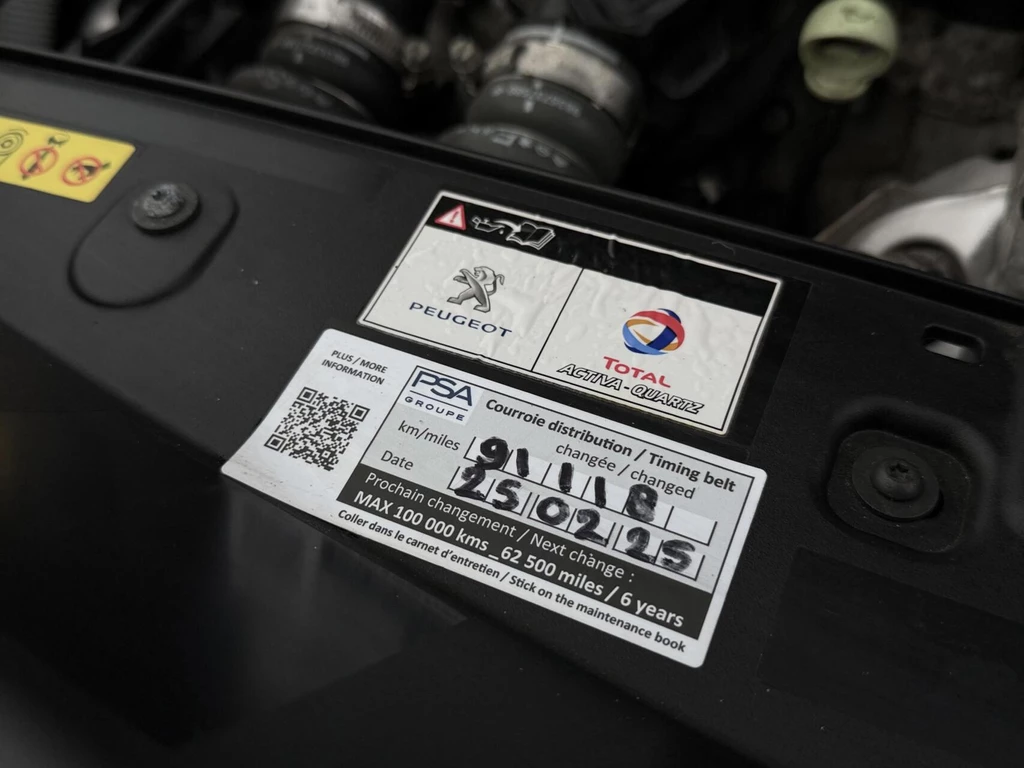 PEUGEOT
TOTAL
ACTIVA - QUARTZ
PLUS / MORE
INFORMATION
PSA
GROUPE
Courroie distribution / Timing belt
changée / changed
km/miles 91118
Date 25 02 25
Prochain changement / Next change :
MAX 100 000 kms_62 500 miles / 6 years
Coller dans le carnet d'entretien / Stick on the maintenance book